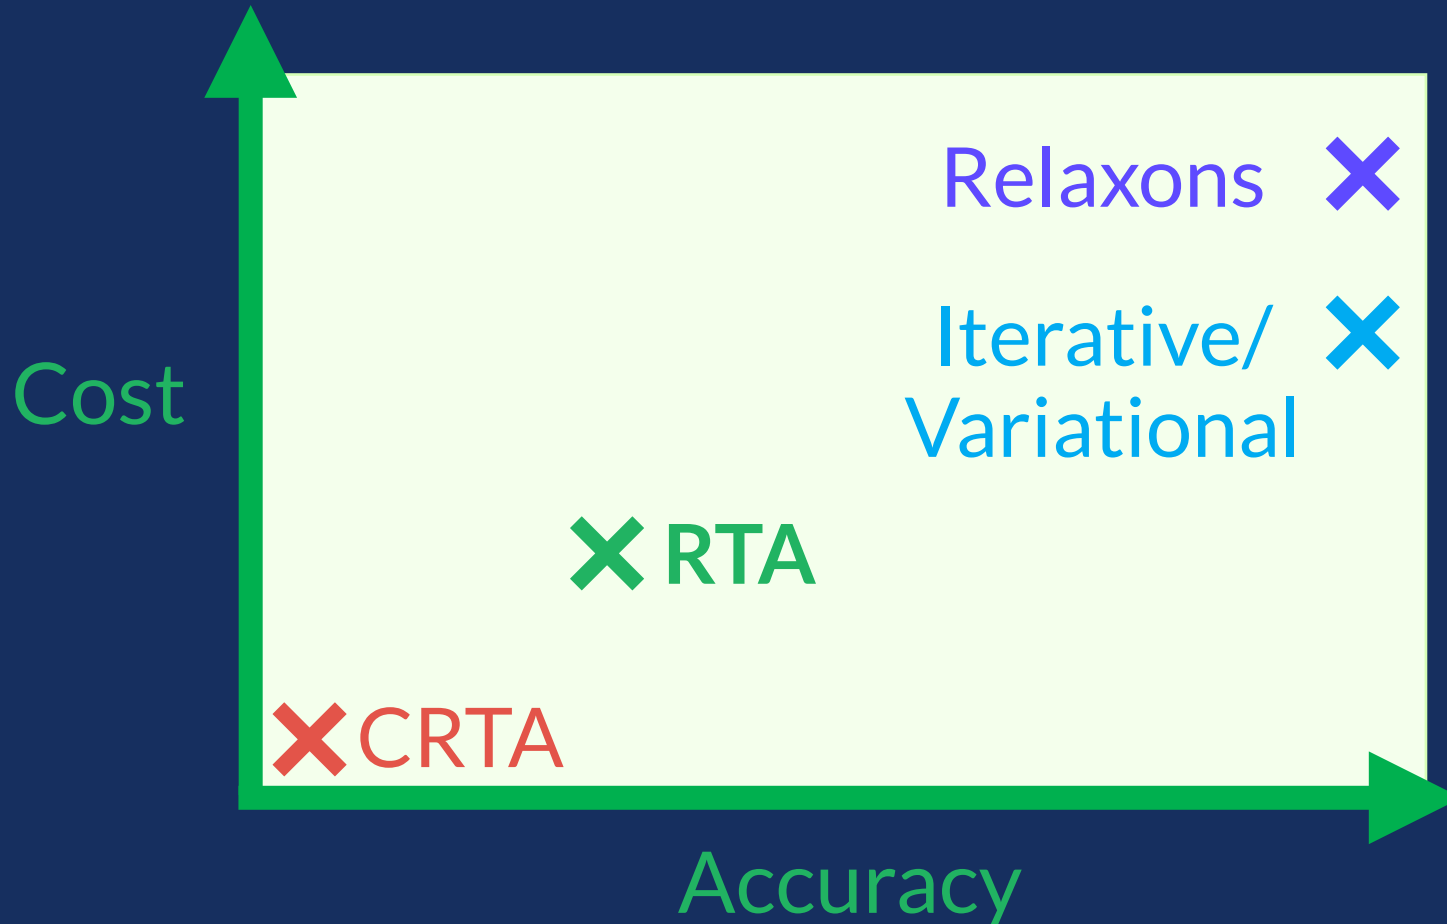 Relaxons
Iterative/
Variational
Cost
RTA
CRTA
Accuracy